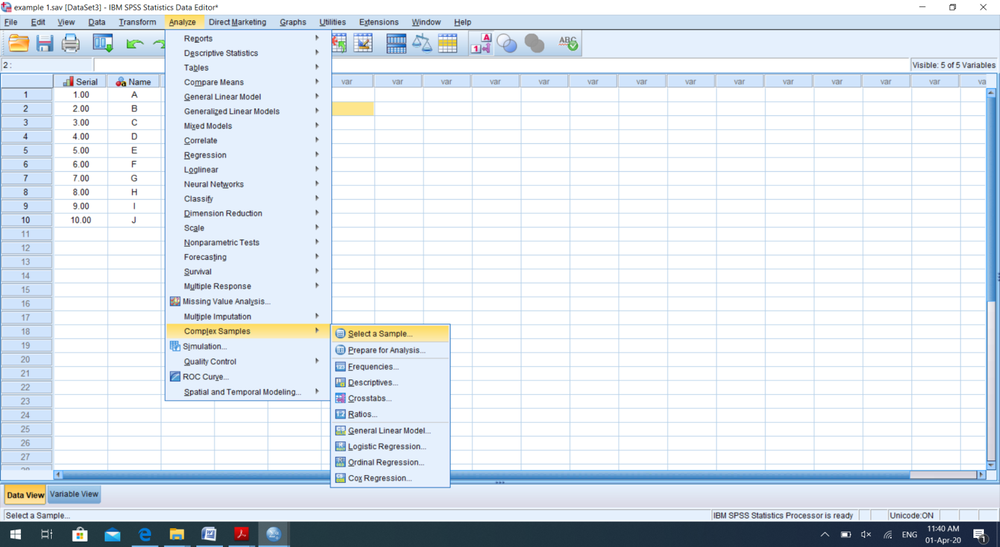 example 1.sav [DataSet3] - IBM SPSS Statistics Data Editor*
File Edit View Data Transform Analyze Direct Marketing Graphs Utilities Extensions Window Help
2 :
Visible: 5 of 5 Variables
Serial Name var var var var var var var var var var var var var va
1 1.00 A
2 2.00 B
3 3.00 C
4 4.00 D
5 5.00 E
6 6.00 F
7 7.00 G
8 8.00 H
9 9.00 I
10 10.00 J
11
12
13
14
15
16
17
18
19
20
21
22
23
24
25
26
27
Reports
Descriptive Statistics
Tables
Compare Means
General Linear Model
Generalized Linear Models
Mixed Models
Correlate
Regression
Loglinear
Neural Networks
Classify
Dimension Reduction
Scale
Nonparametric Tests
Forecasting
Survival
Multiple Response
Missing Value Analysis...
Multiple Imputation
Complex Samples
Simulation...
Quality Control
ROC Curve...
Spatial and Temporal Modeling...
Select a Sample...
Prepare for Analysis...
Frequencies...
Descriptives...
Crosstabs...
Ratios...
General Linear Model...
Logistic Regression...
Ordinal Regression...
Cox Regression...
Data View Variable View
Select a Sample...
IBM SPSS Statistics Processor is ready
Unicode:ON
ENG
11:40 AM
01-Apr-20
1